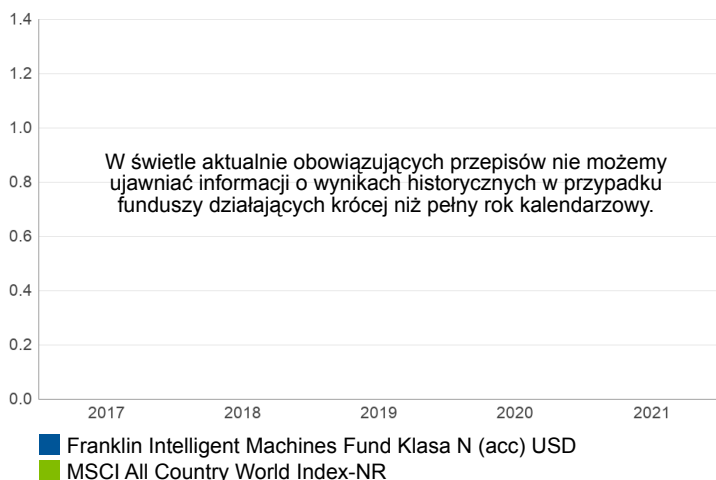 1.4
1.2
1.0
W świetle aktualnie obowiązujących przepisów nie możemy
0.8
ujawniać informacji o wynikach historycznych w przypadku
funduszy działających krócej niż pełny rok kalendarzowy.
0.6
0.4
0.2
0.0
2017 2018 2019 2020 2021
Franklin Intelligent Machines Fund Klasa N (acc) USD
MSCI All Country World Index-NR